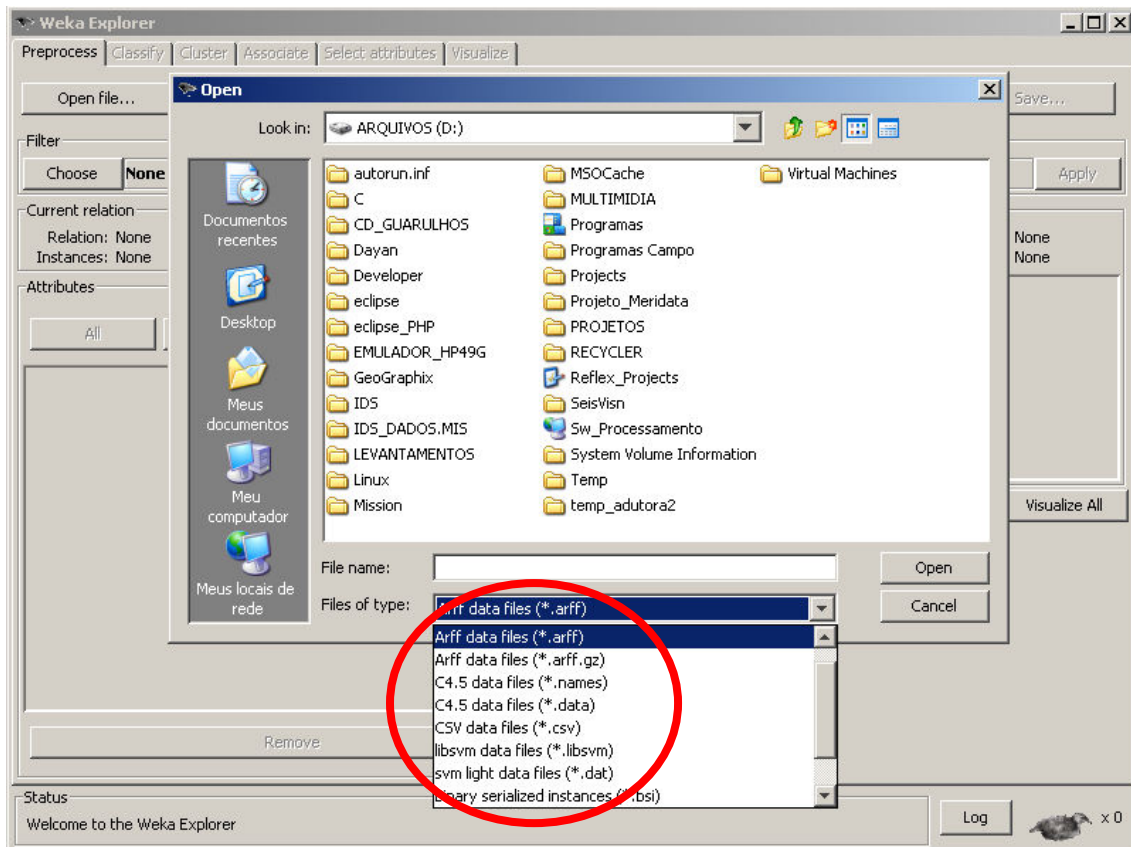 Weka Explorer
Preprocess Classify Cluster Associate Select attributes Visualize
Open file...
Save...
Filter
Choose None
Apply
Current relation
Relation: None
Instances: None
None
None
Attributes
All
Visualize All
Remove
Open
Look in: ARQUIVOS (D:)
Documentos
recentes
Desktop
Meus
documentos
Meu
computador
Meus locais de
rede
autorun.inf
C
CD_GUARULHOS
Dayan
Developer
eclipse
eclipse_PHP
EMULADOR_HP49G
GeoGraphix
IDS
IDS_DADOS.MIS
LEVANTAMENTOS
Linux
Mission
MSOCache
MULTIMIDIA
Programas
Programas Campo
Projects
Projeto_Meridata
PROJETOS
RECYCLER
Reflex_Projects
SeisVisn
Sw_Processamento
System Volume Information
Temp
temp_adutora2
Virtual Machines
File name:
Open
Files of type: Arff data files (*.arff)
Cancel
Arff data files (*.arff)
Arff data files (*.arff.gz)
C4.5 data files (*.names)
C4.5 data files (*.data)
CSV data files (*.csv)
libsvm data files (*.libsvm)
svm light data files (*.dat)
Binary serialized instances (*.bsi)
Status
Welcome to the Weka Explorer
Log
x 0